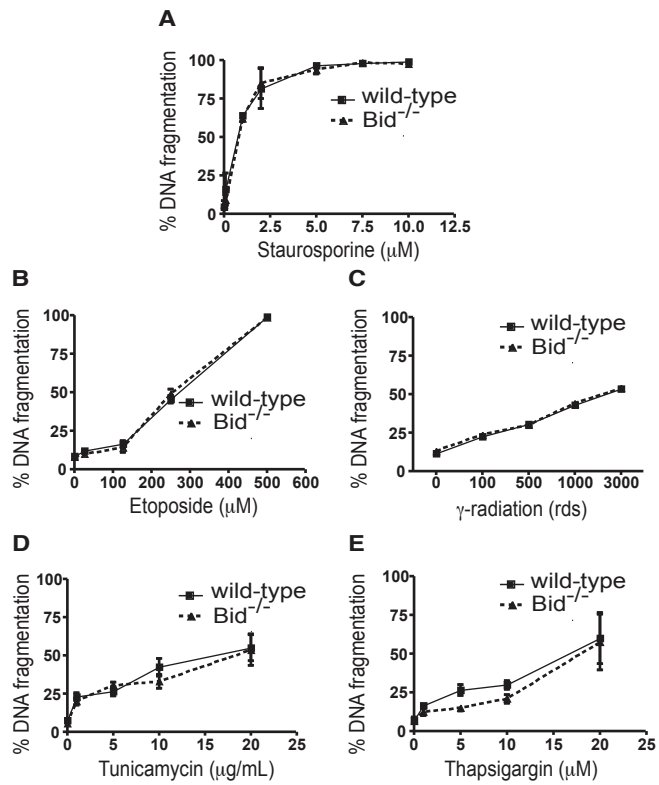 A
% DNA fragmentation
100
75
50
25
0
wild-type
Bid-/-
0 2.5 5.0 7.5 10.0 12.5
Staurosporine (μM)
B
% DNA fragmentation
100
75
50
25
0
wild-type
Bid-/-
0 100 200 300 400 500 600
Etoposide (μM)
C
% DNA fragmentation
100
75
50
25
0
wild-type
Bid-/-
0 100 500 1000 3000
γ-radiation (rds)
D
% DNA fragmentation
100
75
50
25
0
wild-type
Bid-/-
0 5 10 15 20 25
Tunicamycin (μg/mL)
E
% DNA fragmentation
100
75
50
25
0
wild-type
Bid-/-
0 5 10 15 20 25
Thapsigargin (μM)